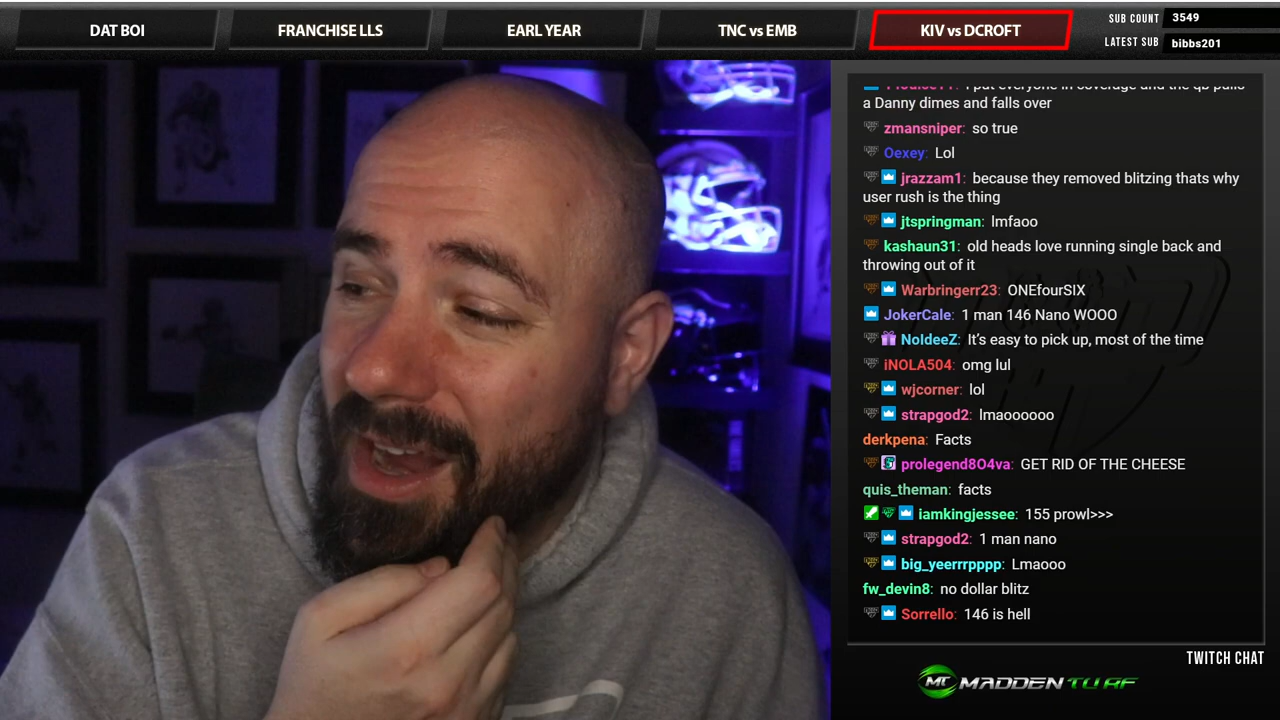 DAT BOI
FRANCHISE LLS
EARL YEAR
TNC vs EMB
KIV vs DCROFT
SUB COUNT 3549
LATEST SUB bibbs201
a Danny dimes and falls over
zmansniper: so true
Oexey: Lol
jrazzam1: because they removed blitzing thats why
user rush is the thing
jtspringman: lmfaoo
kashaun31: old heads love running single back and
throwing out of it
Warbringerr23: ONEfourSIX
JokerCale: 1 man 146 Nano WOOO
NoIdeeZ: It's easy to pick up, most of the time
iNOLA504: omg lul
wjcorner: lol
strapgod2: lmaoooooo
derkpena: Facts
prolegend8O4va: GET RID OF THE CHEESE
quis_theman: facts
iamkingjessee: 155 prowl>>>
strapgod2: 1 man nano
big_yeerrrpppp: Lmaooo
fw_devin8: no dollar blitz
Sorrello: 146 is hell
TWITCH CHAT
MT MADDEN TURF